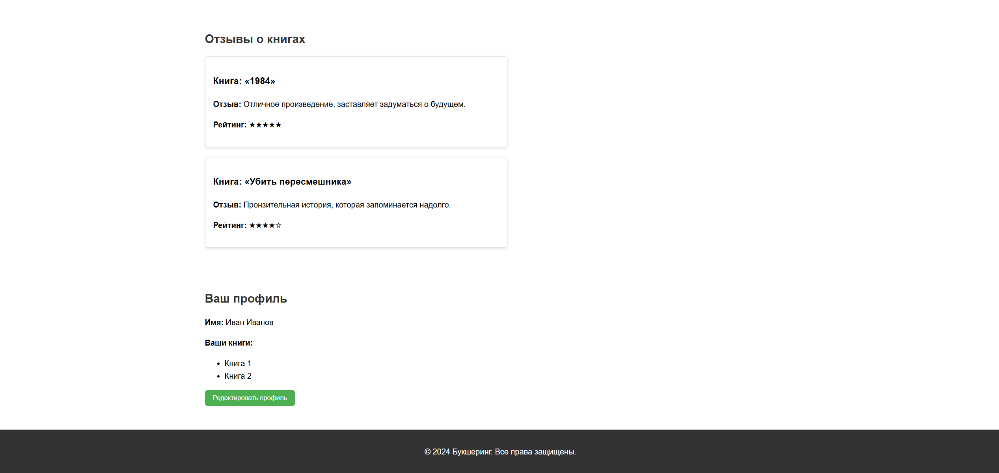 Отзывы о книгах
Книга: «1984»
Отзыв: Отличное произведение, заставляет задуматься о будущем.
Рейтинг: ★★★★★
Книга: «Убить пересмешника»
Отзыв: Пронзительная история, которая запоминается надолго.
Рейтинг: ★★★★☆
Ваш профиль
Имя: Иван Иванов
Ваши книги:
• Книга 1
• Книга 2
Редактировать профиль
© 2024 Букшеринг. Все права защищены.